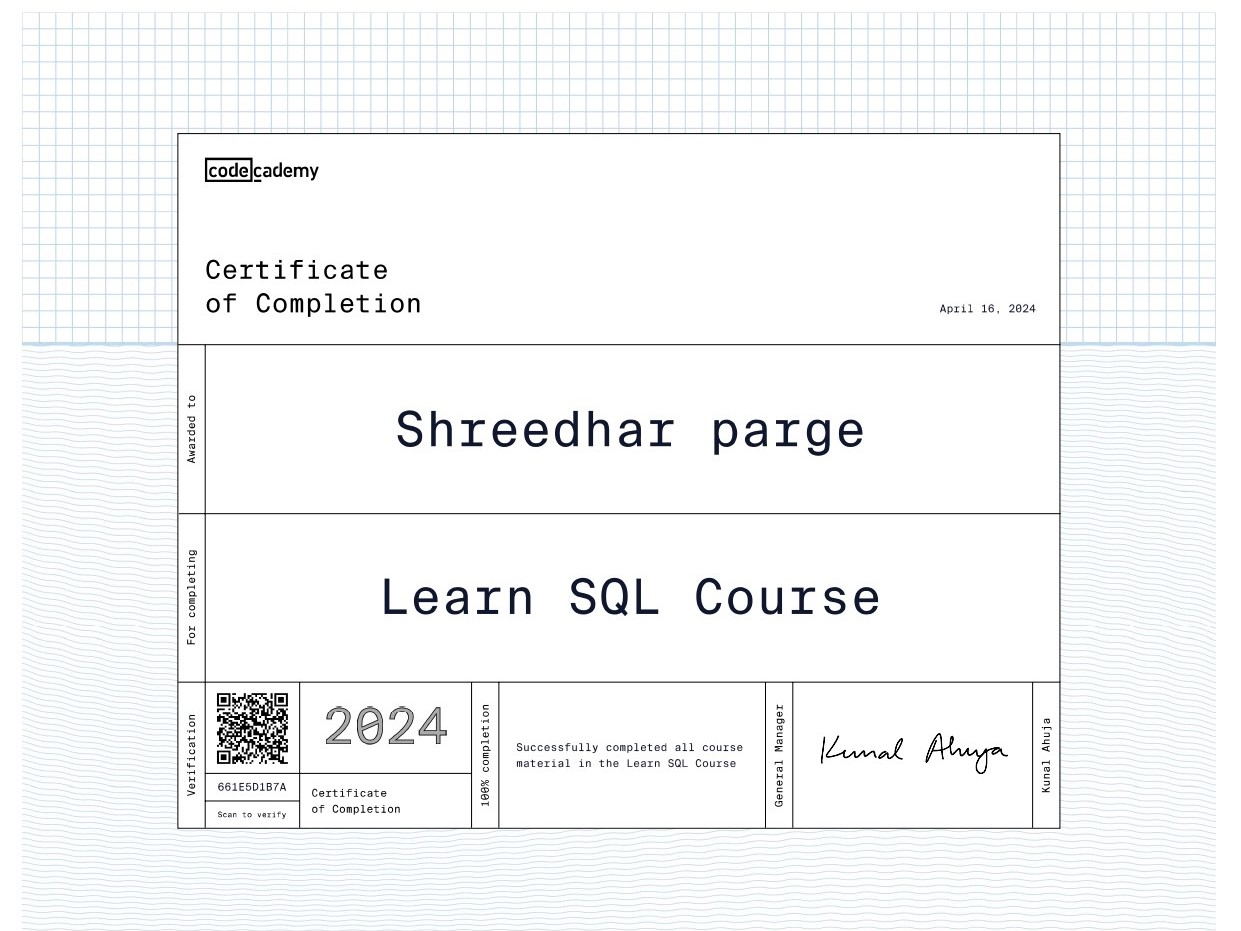 codecademy
Certificate
of Completion
April 16, 2024
Awarded to
Shreedhar parge
For completing
Learn SQL Course
Verification
661E5D1B7A
Scan to verify
2024
Certificate
of Completion
100% completion
Successfully completed all course
material in the Learn SQL Course
General Manager
Kunal Ahuja
Kunal Ahuja